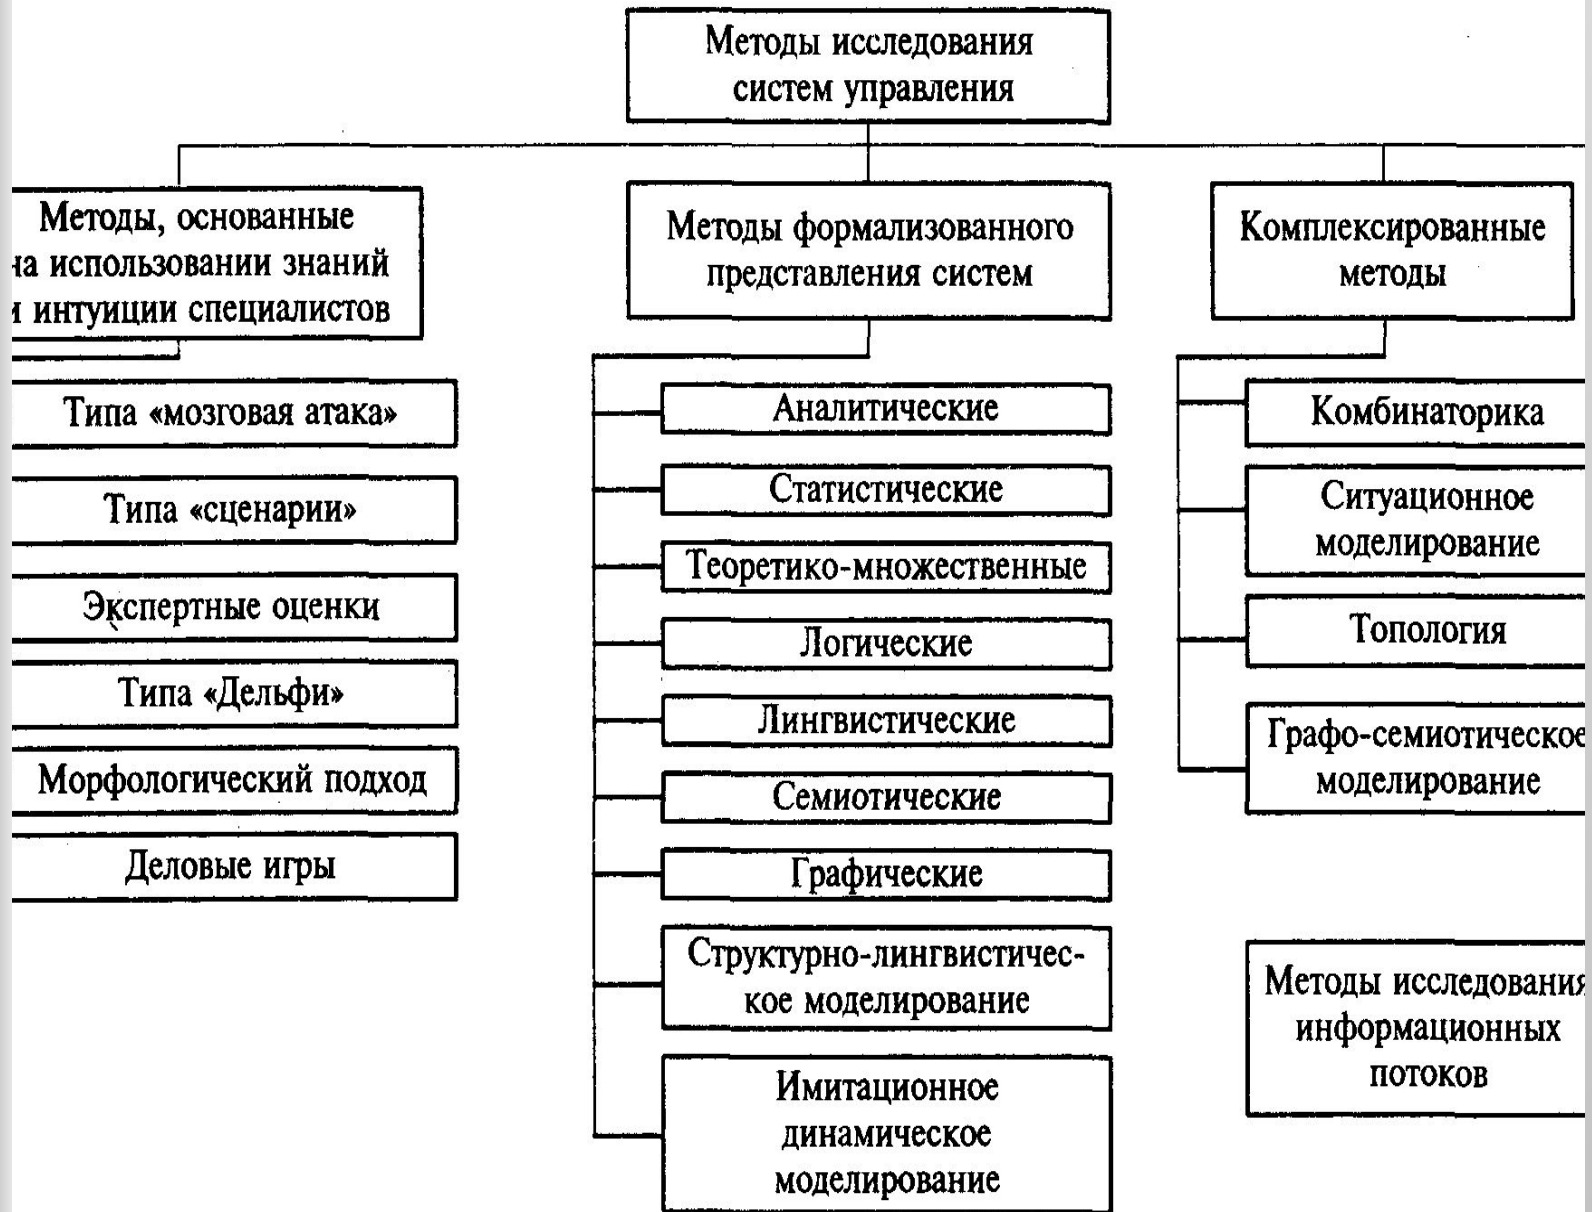 Методы исследования
систем управления
Методы, основанные
на использовании знаний
и интуиции специалистов
Типа «мозговая атака»
Типа «сценарии»
Экспертные оценки
Типа «Дельфи»
Морфологический подход
Деловые игры
Методы формализованного
представления систем
Аналитические
Статистические
Теоретико-множественные
Логические
Лингвистические
Семиотические
Графические
Структурно-лингвистичес-
кое моделирование
Имитационное
динамическое
моделирование
Комплексированные
методы
Комбинаторика
Ситуационное
моделирование
Топология
Графо-семиотическое
моделирование
Методы исследования
информационных
потоков